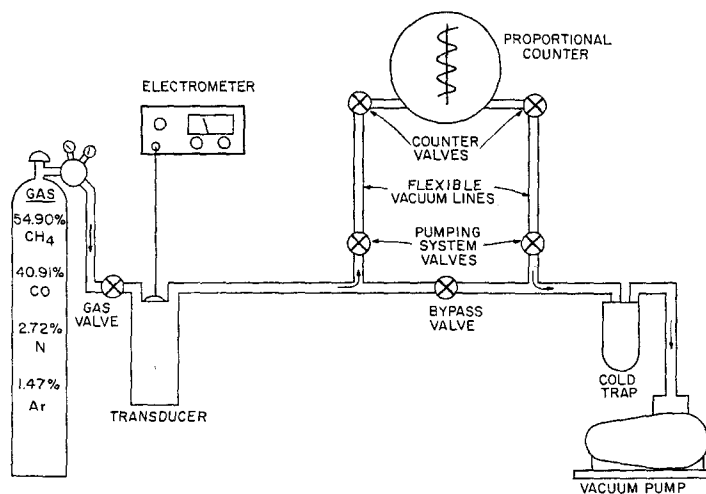 PROPORTIONAL
COUNTER
ELECTROMETER
COUNTER
VALVES
FLEXIBLE
VACUUM LINES
PUMPING
SYSTEM
VALVES
GAS
54.90%
CH4
40.91%
CO
2.72%
N
1.47%
Ar
GAS
VALVE
BYPASS
VALVE
TRANSDUCER
COLD
TRAP
VACUUM PUMP